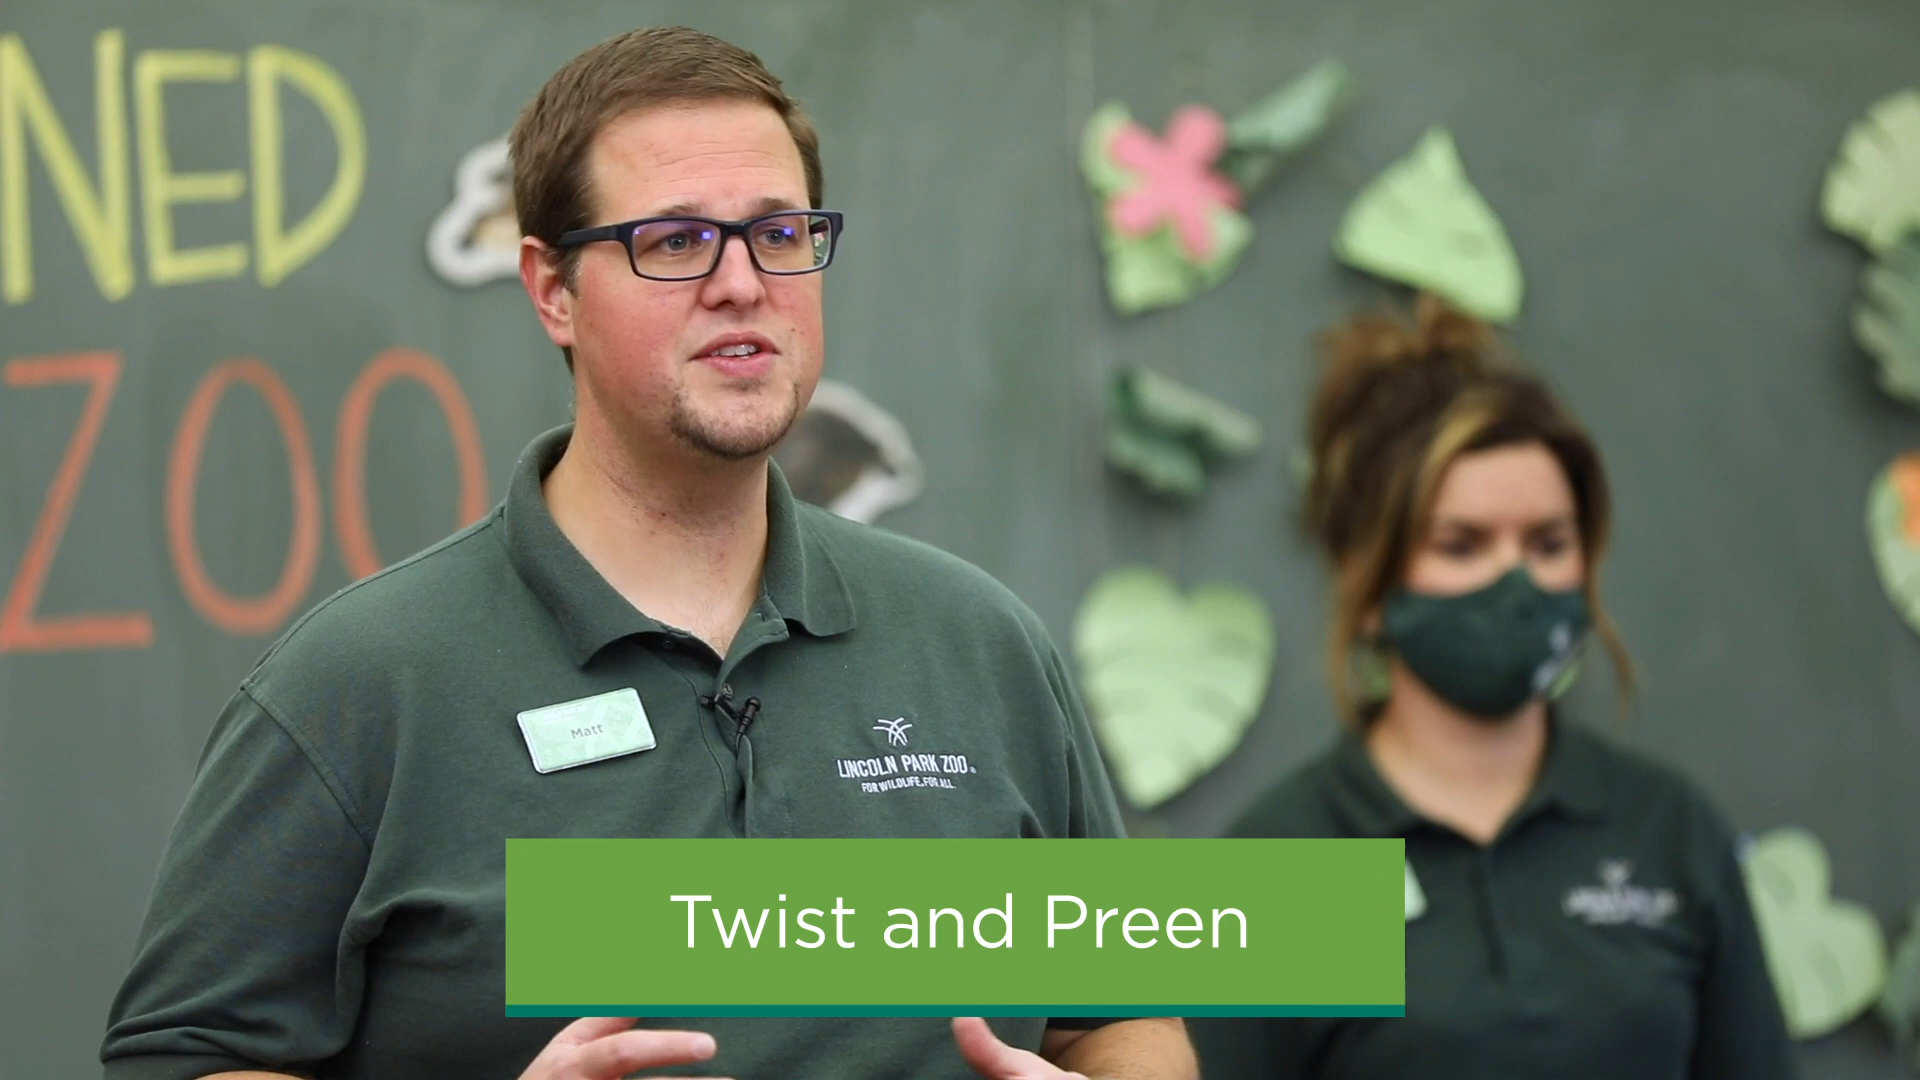 NED
ZOO
Matt
LINCOLN PARK ZOO®
FOR WILDLIFE. FOR ALL.
Twist and Preen